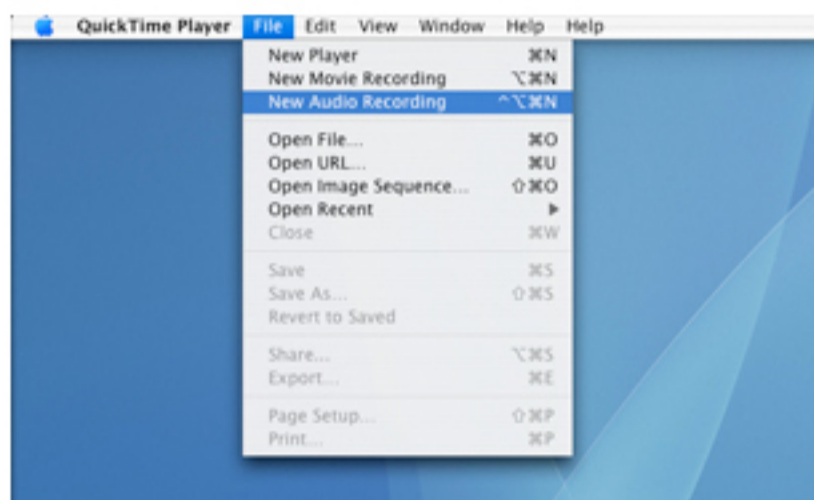 QuickTime Player File Edit View Window Help Help
New Player ⌘N
New Movie Recording ⌥⌘N
New Audio Recording ^⌥⌘N
Open File... ⌘O
Open URL... ⌘U
Open Image Sequence... ⇧⌘O
Open Recent ▶
Close ⌘W
Save ⌘S
Save As... ⇧⌘S
Revert to Saved
Share... ⌥⌘S
Export... ⌘E
Page Setup... ⇧⌘P
Print... ⌘P